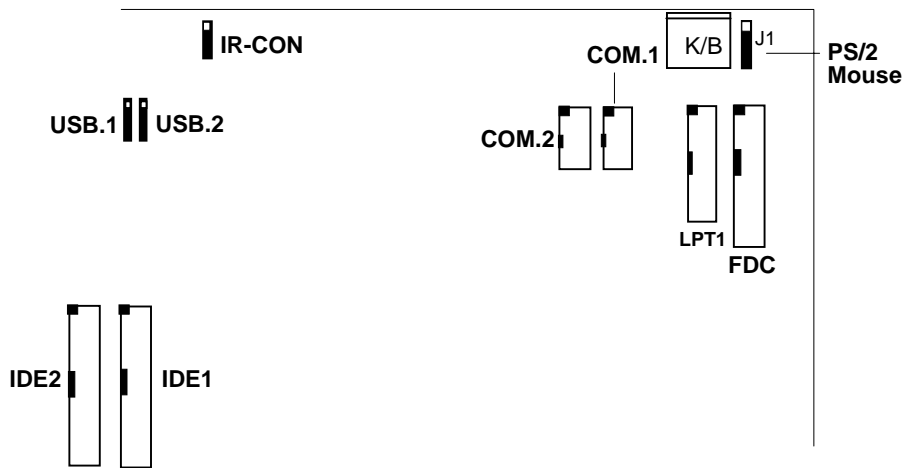 IR-CON
COM.1
K/B
J1
PS/2
Mouse
USB.1
USB.2
COM.2
LPT1
FDC
IDE2
IDE1